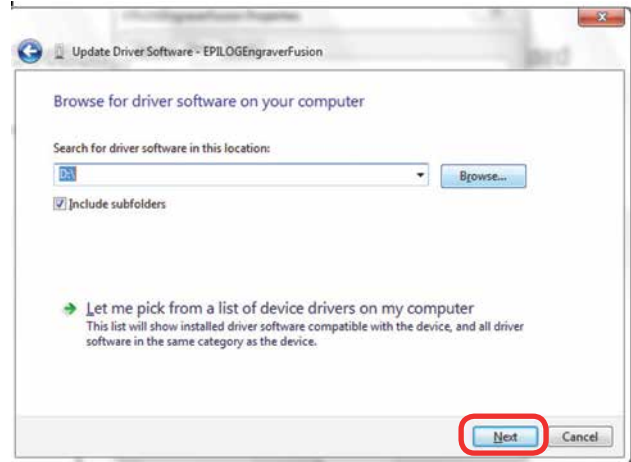 Update Driver Software - EPILOGEngraverFusion
Browse for driver software on your computer
Search for driver software in this location:
D:\
Browse...
Include subfolders
Let me pick from a list of device drivers on my computer
This list will show installed driver software compatible with the device, and all driver
software in the same category as the device.
Next
Cancel